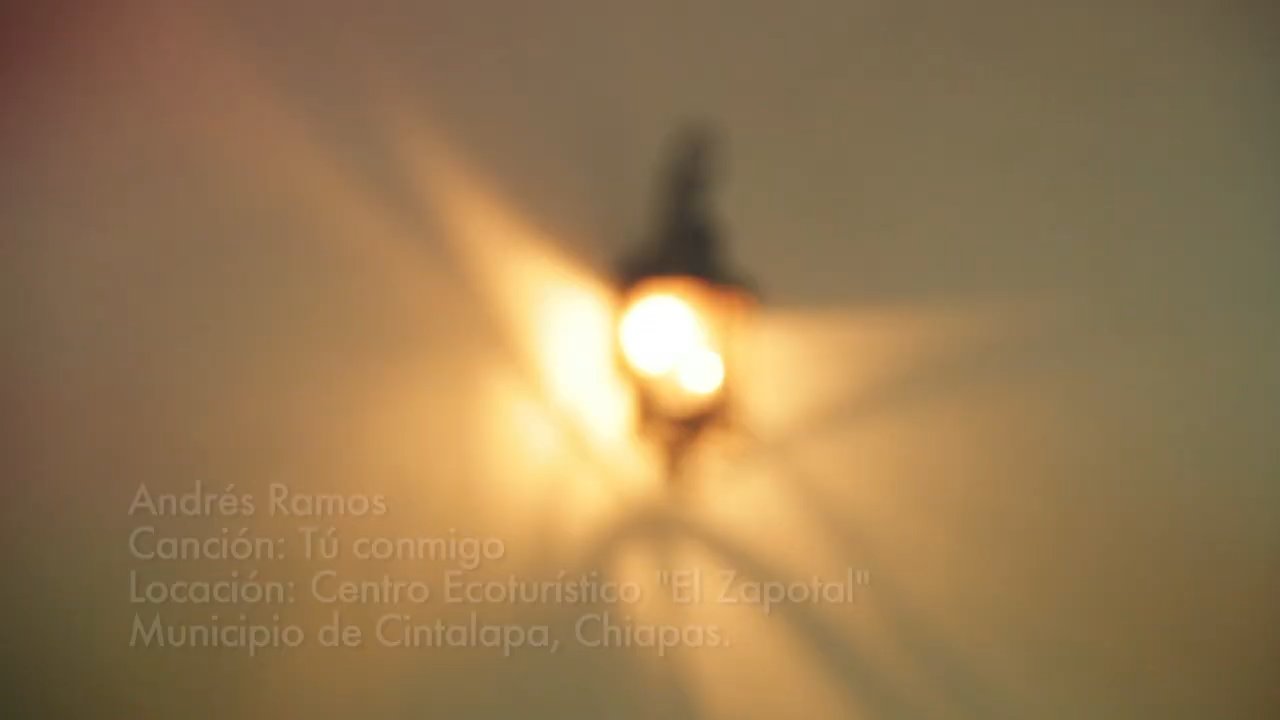 Andrés Ramos
Canción: Tú conmigo
Locación: Centro Ecoturístico "El Zapotal"
Municipio de Cintalapa, Chiapas.